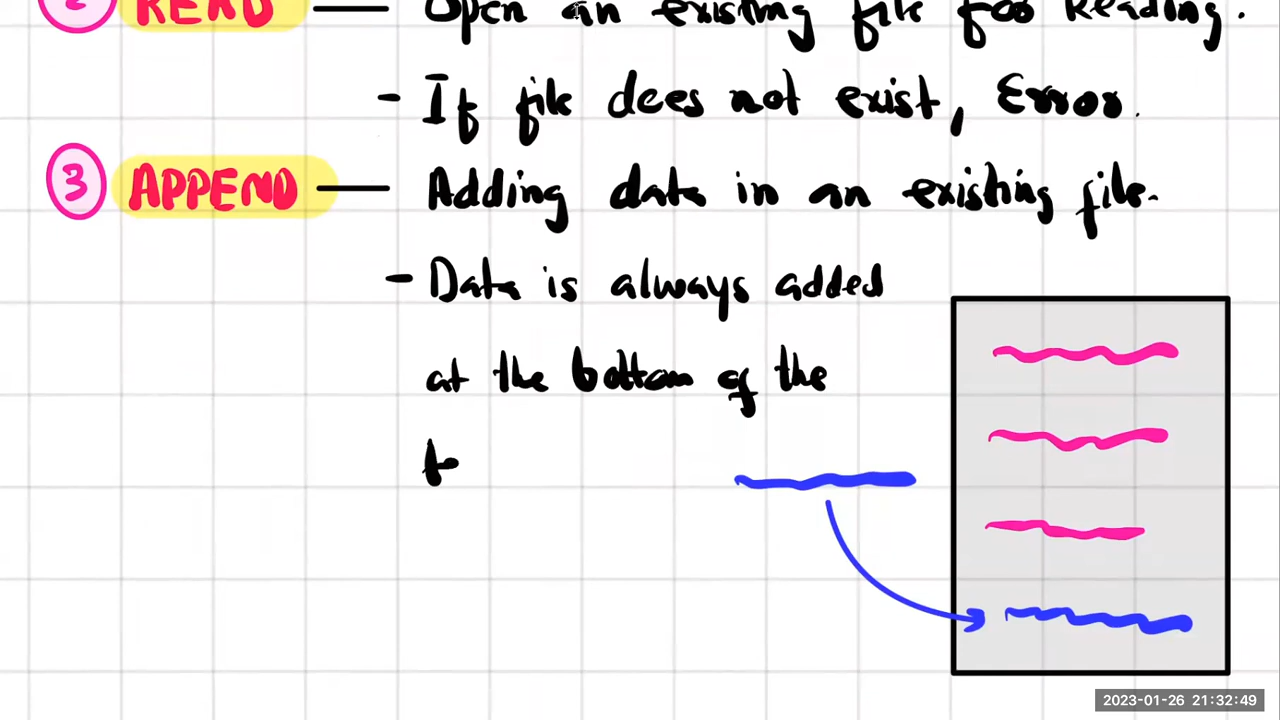 2 READ — Open an existing file for Reading.
- If file does not exist, Error.
3 APPEND — Adding data in an existing file.
- Data is always added
at the bottom of the
2023-01-26 21:32:49